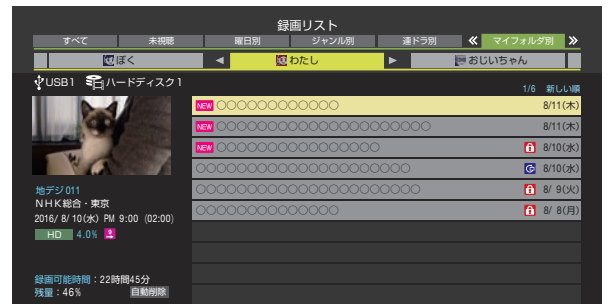 録画リスト
すべて 未視聴 曜日別 ジャンル別 連ドラ別 マイフォルダ別
ぼく わたし おじいちゃん
USB1 ハードディスク1
1/6 新しい順
NEW 〇〇〇〇〇〇〇〇〇〇〇〇 8/11(木)
NEW 〇〇〇〇〇〇〇〇〇〇〇〇〇〇〇〇〇〇〇〇〇 8/11(木)
NEW 〇〇〇〇〇〇〇〇〇〇〇〇〇〇〇〇 8/10(水)
〇〇〇〇〇〇〇〇〇〇〇〇〇〇〇〇〇〇〇〇〇 8/10(水)
〇〇〇〇〇〇〇〇〇〇〇〇〇〇〇〇〇〇〇〇〇〇 8/ 9(火)
〇〇〇〇〇〇〇〇〇〇〇〇〇〇 8/ 8(月)
地デジ011
NHK総合・東京
2016/ 8/ 10(水) PM 9:00 (02:00)
HD 4.0%
録画可能時間：22時間45分
残量：46% 自動削除